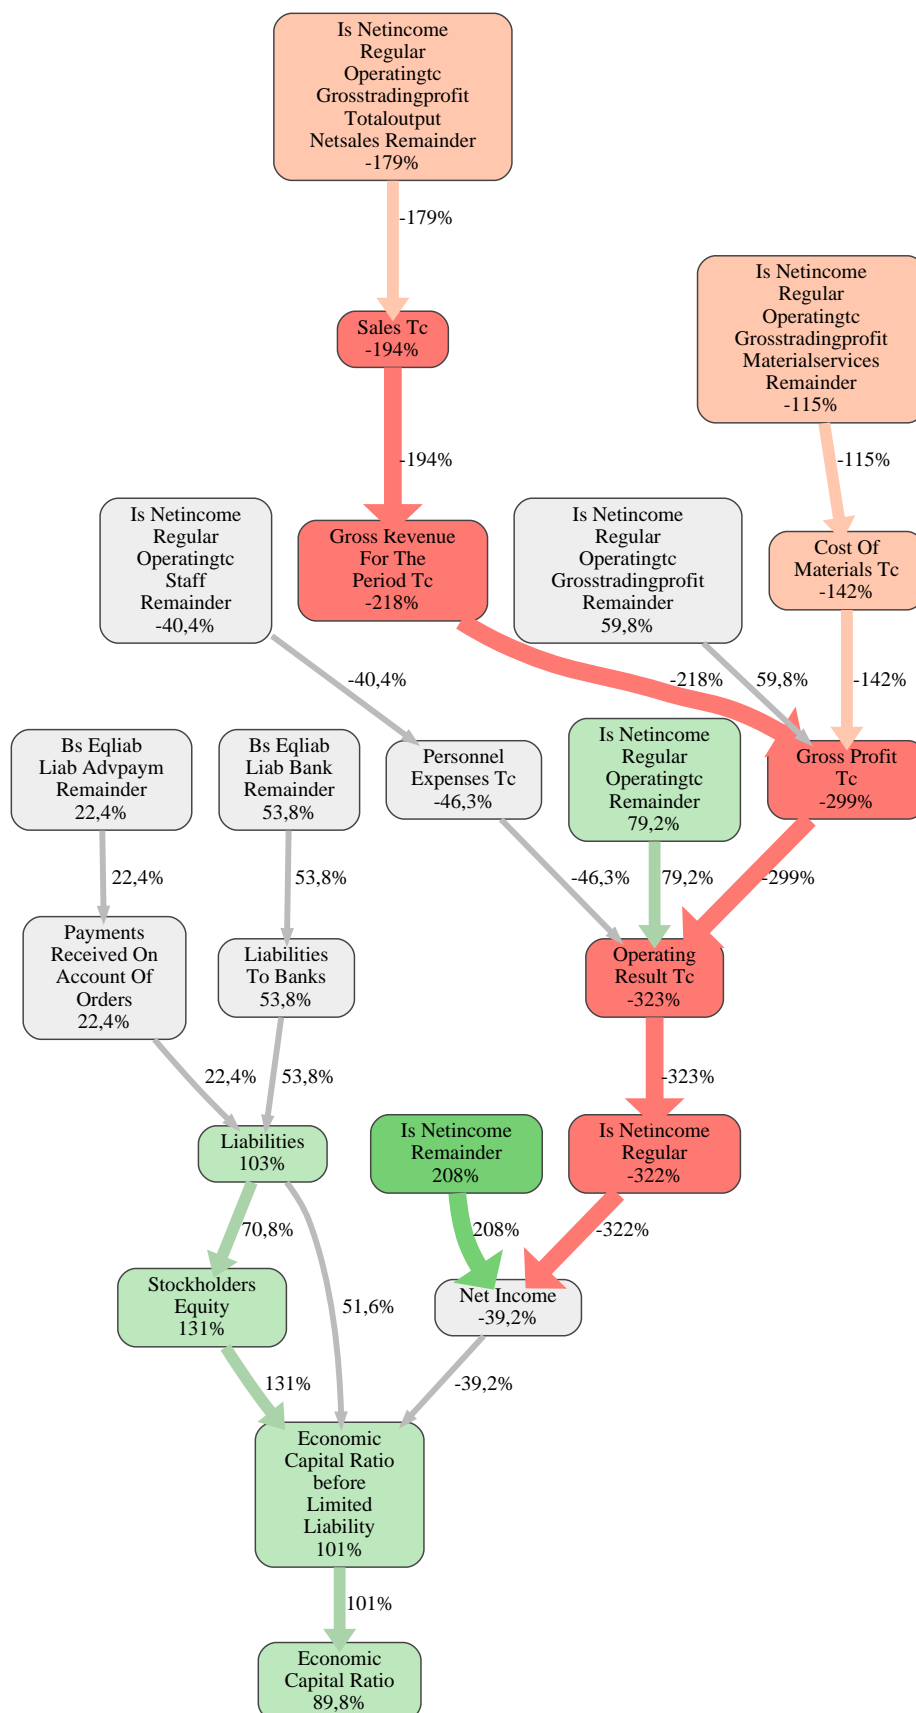 Is Netincome
Regular
Operatingtc
Grosstradingprofit
Totaloutput
Netsales Remainder
-179%
-179%
Is Netincome
Regular
Operatingtc
Grosstradingprofit
Materialservices
Remainder
-115%
Sales Tc
-194%
-194%
-115%
Is Netincome
Regular
Operatingtc
Staff
Remainder
-40,4%
Gross Revenue
For The
Period Tc
-218%
Is Netincome
Regular
Operatingtc
Grosstradingprofit
Remainder
59,8%
Cost Of
Materials Tc
-142%
-40,4%
-218%
59,8%
-142%
Bs Eqliab
Liab Advpaym
Remainder
22,4%
Bs Eqliab
Liab Bank
Remainder
53,8%
Personnel
Expenses Tc
-46,3%
Is Netincome
Regular
Operatingtc
Remainder
79,2%
Gross Profit
Tc
-299%
22,4%
53,8%
-46,3%
79,2%
-299%
Payments
Received On
Account Of
Orders
22,4%
Liabilities
To Banks
53,8%
Operating
Result Tc
-323%
22,4%
53,8%
-323%
Liabilities
103%
Is Netincome
Remainder
208%
Is Netincome
Regular
-322%
70,8%
208%
-322%
Stockholders
Equity
131%
51,6%
Net Income
-39,2%
131%
-39,2%
Economic
Capital Ratio
before
Limited
Liability
101%
101%
Economic
Capital Ratio
89,8%